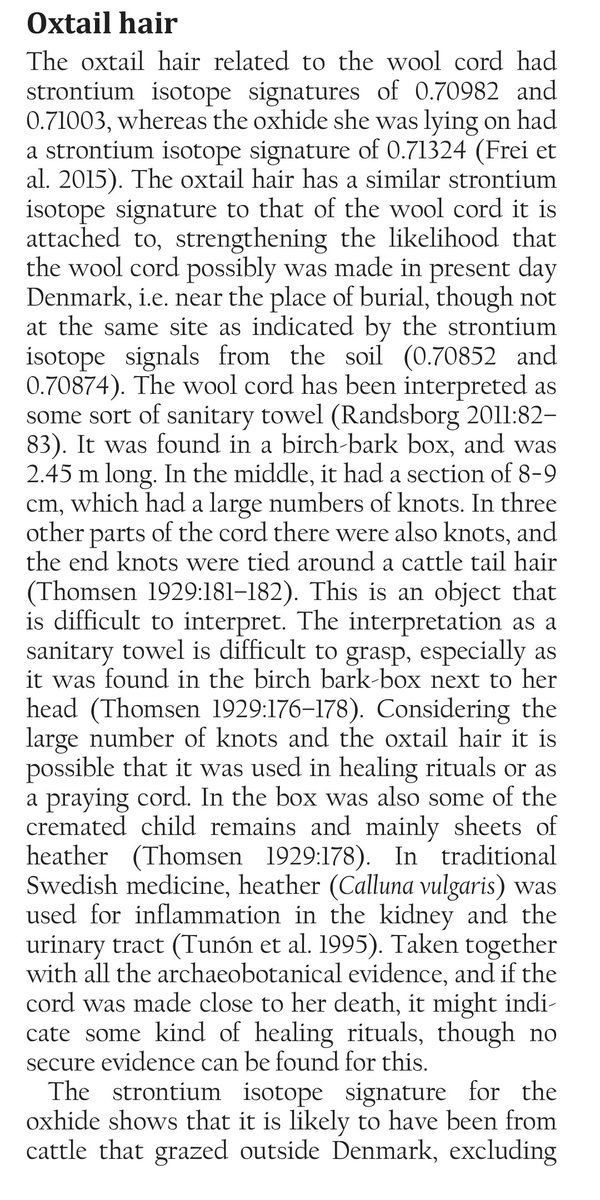 Oxtail hair
The oxtail hair related to the wool cord had
strontium isotope signatures of 0.70982 and
0.71003, whereas the oxhide she was lying on had
a strontium isotope signature of 0.71324 (Frei et
al. 2015). The oxtail hair has a similar strontium
isotope signature to that of the wool cord it is
attached to, strengthening the likelihood that
the wool cord possibly was made in present day
Denmark, i.e. near the place of burial, though not
at the same site as indicated by the strontium
isotope signals from the soil (0.70852 and
0.70874). The wool cord has been interpreted as
some sort of sanitary towel (Randsborg 2011:82–
83). It was found in a birch-bark box, and was
2.45 m long. In the middle, it had a section of 8-9
cm, which had a large numbers of knots. In three
other parts of the cord there were also knots, and
the end knots were tied around a cattle tail hair
(Thomsen 1929:181–182). This is an object that
is difficult to interpret. The interpretation as a
sanitary towel is difficult to grasp, especially as
it was found in the birch bark-box next to her
head (Thomsen 1929:176–178). Considering the
large number of knots and the oxtail hair it is
possible that it was used in healing rituals or as
a praying cord. In the box was also some of the
cremated child remains and mainly sheets of
heather (Thomsen 1929:178). In traditional
Swedish medicine, heather (Calluna vulgaris) was
used for inflammation in the kidney and the
urinary tract (Tunón et al. 1995). Taken together
with all the archaeobotanical evidence, and if the
cord was made close to her death, it might indi-
cate some kind of healing rituals, though no
secure evidence can be found for this.
The strontium isotope signature for the
oxhide shows that it is likely to have been from
cattle that grazed outside Denmark, excluding